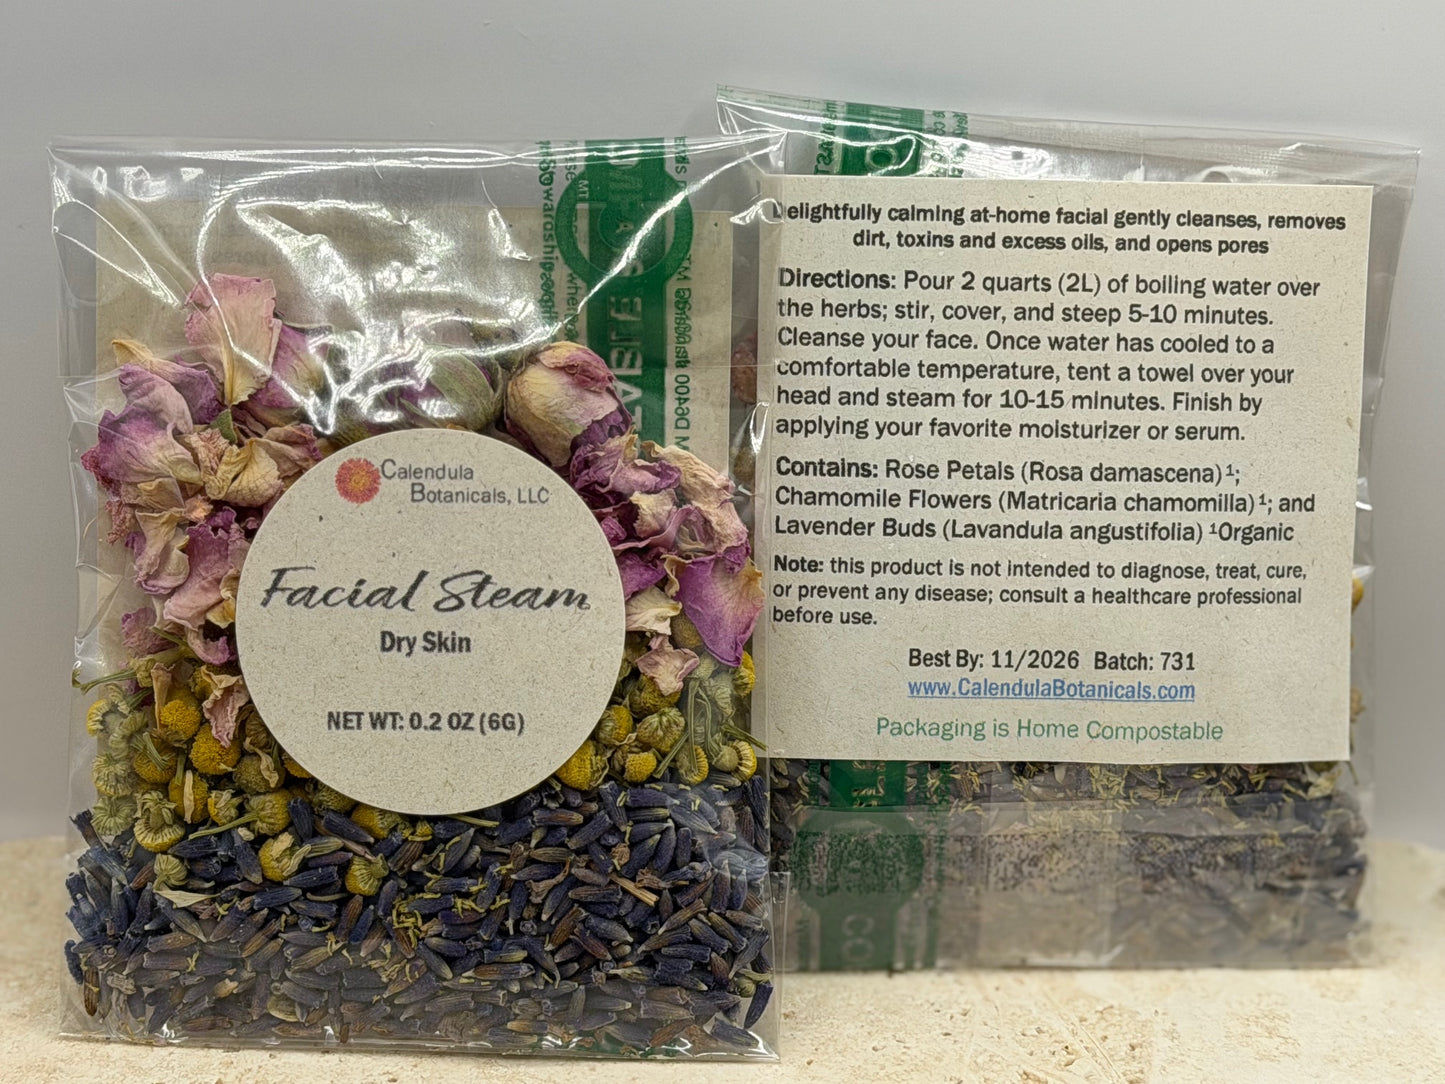 Calendula
Botanicals, LLC
Facial Steam
Dry Skin
NET WT: 0.2 OZ (6G)
Delightfully calming at-home facial gently cleanses, removes
dirt, toxins and excess oils, and opens pores
Directions: Pour 2 quarts (2L) of boiling water over
the herbs; stir, cover, and steep 5-10 minutes.
Cleanse your face. Once water has cooled to a
comfortable temperature, tent a towel over your
head and steam for 10-15 minutes. Finish by
applying your favorite moisturizer or serum.
Contains: Rose Petals (Rosa damascena)¹;
Chamomile Flowers (Matricaria chamomilla)¹; and
Lavender Buds (Lavandula angustifolia) ¹Organic
Note: this product is not intended to diagnose, treat, cure,
or prevent any disease; consult a healthcare professional
before use.
Best By: 11/2026 Batch: 731
www.CalendulaBotanicals.com
Packaging is Home Compostable